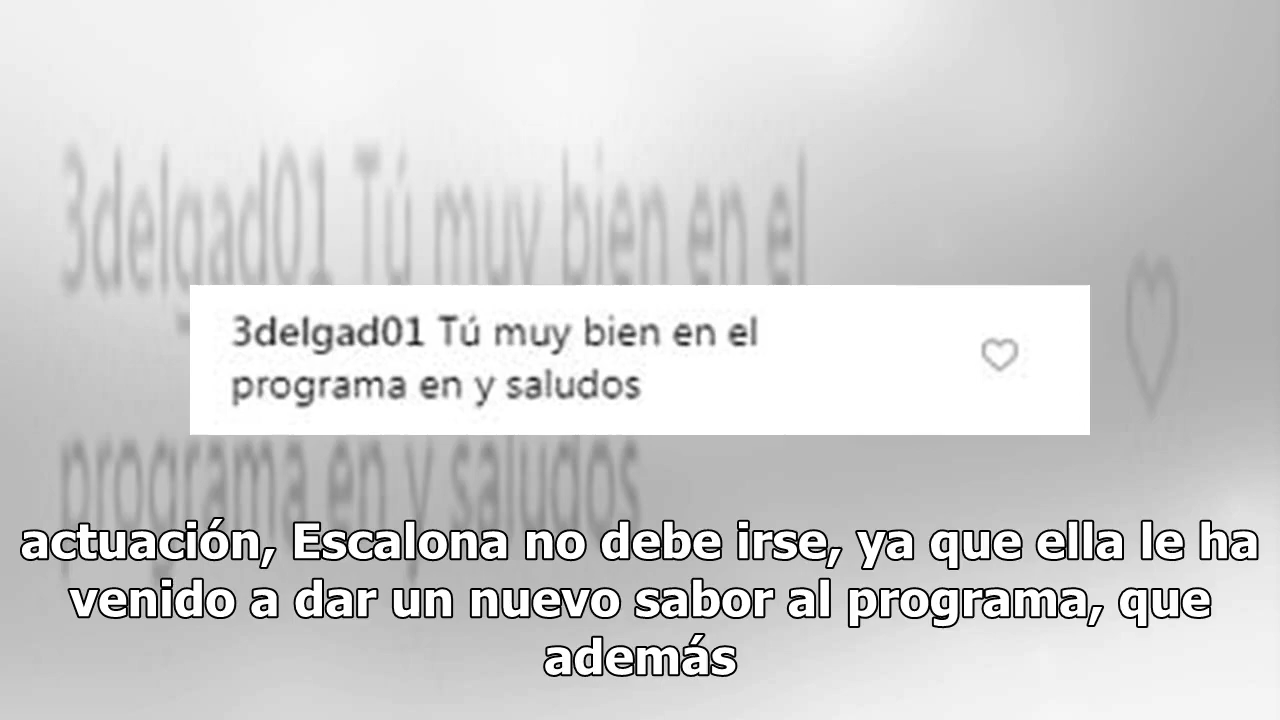 3delgad01 Tú muy bien en el
programa en y saludos
3delgad01 Tú muy bien en el
programa en y saludos
actuación, Escalona no debe irse, ya que ella le ha
venido a dar un nuevo sabor al programa, que
además